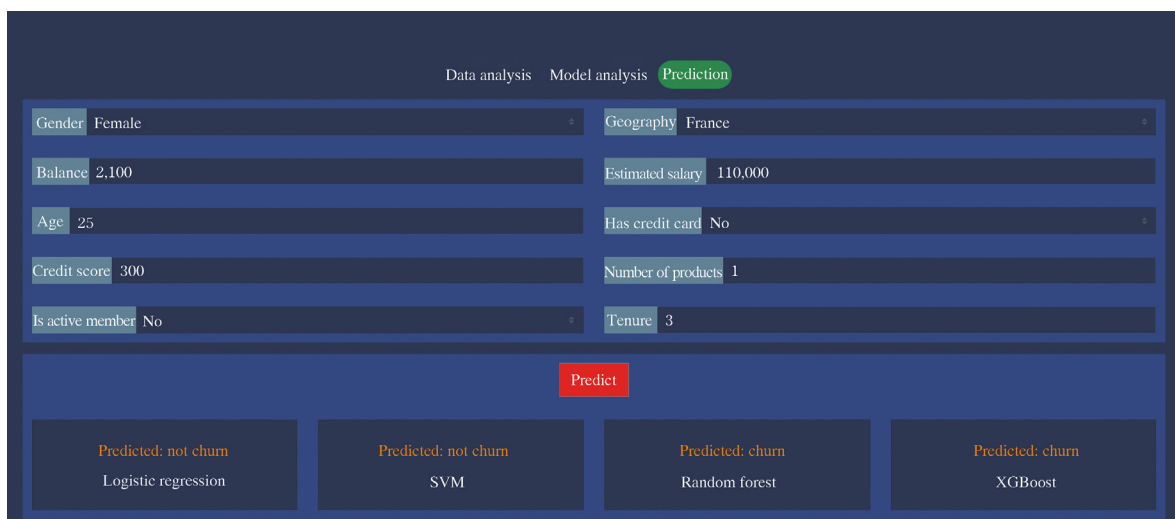 Data analysis Model analysis Prediction
Gender Female Geography France
Balance 2,100 Estimated salary 110,000
Age 25 Has credit card No
Credit score 300 Number of products 1
Is active member No Tenure 3
Predict
Predicted: not churn Predicted: not churn Predicted: churn Predicted: churn
Logistic regression SVM Random forest XGBoost